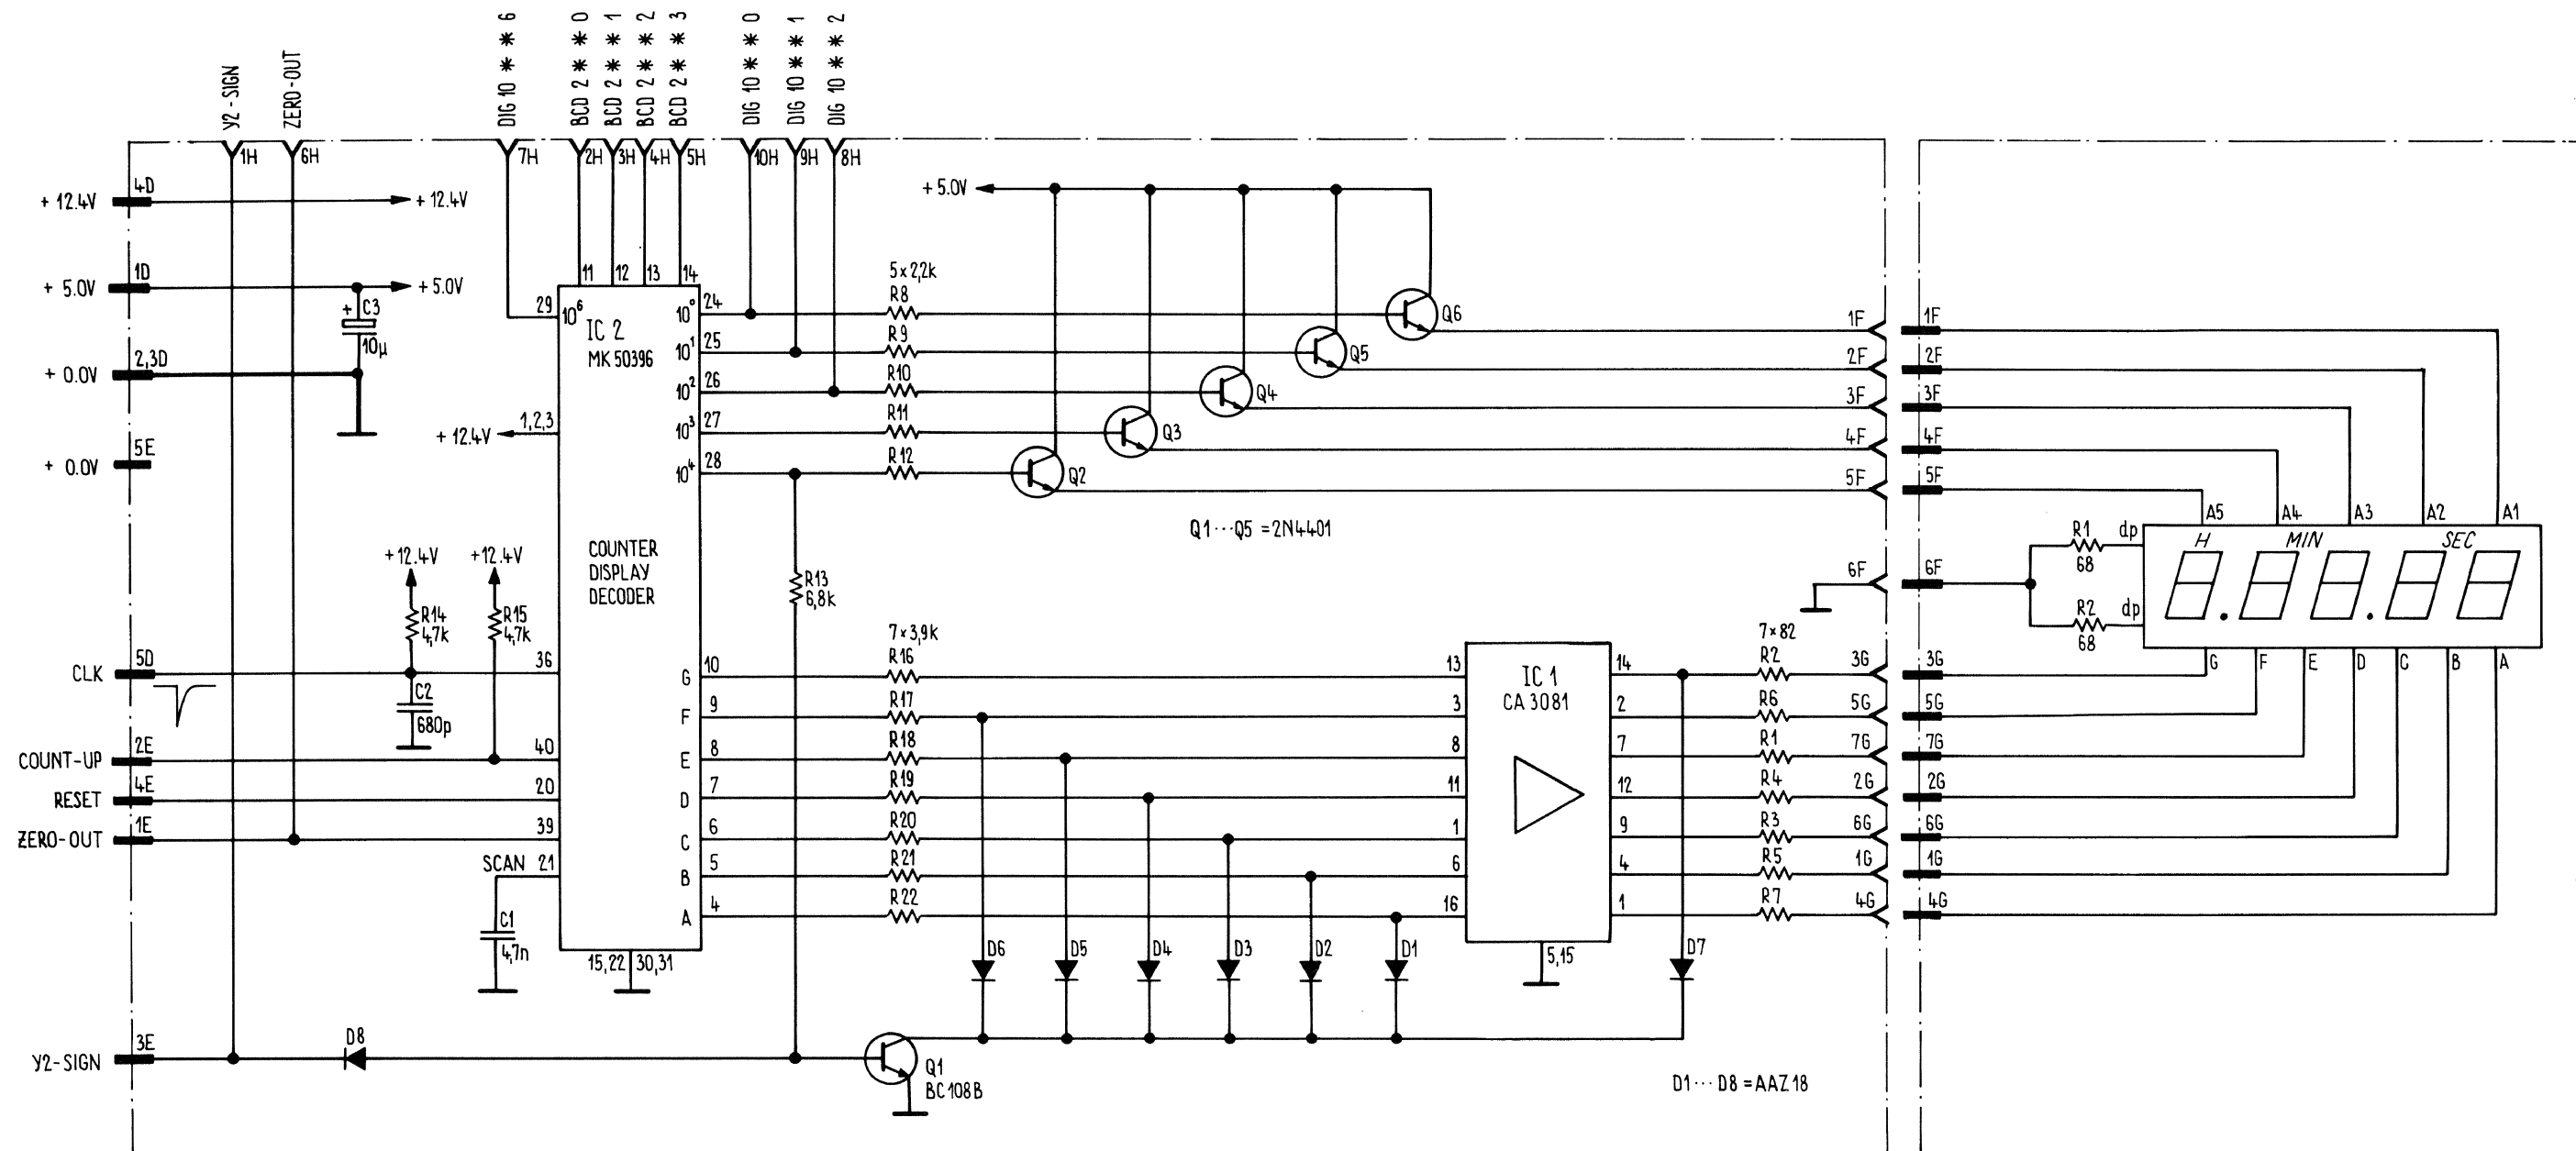 Y2-SIGN
ZERO-OUT
DIG 10 * * 6
BCD 2 * * 0
BCD 2 * * 1
BCD 2 * * 2
BCD 2 * * 3
DIG 10 * * 0
DIG 10 * * 1
DIG 10 * * 2
1H
6H
7H
2H
3H
4H
5H
10H
9H
8H
+ 12.4V
4D
+ 12.4V
+ 5.0V
1D
+ 5.0V
+ C3
10µ
+ 0.0V
2,3D
+ 0.0V
5E
+ 12.4V
1,2,3
+12.4V
+12.4V
R14
4,7k
R15
4,7k
CLK
5D
36
C2
680p
COUNT-UP
2E
40
RESET
4E
20
ZERO-OUT
1E
39
SCAN 21
C1
4,7n
Y2-SIGN
3E
D8
11
12
13
14
29
10⁶
IC 2
MK 50396
COUNTER
DISPLAY
DECODER
10⁰
24
10¹
25
10²
26
10³
27
10⁴
28
G
10
F
9
E
8
D
7
C
6
B
5
A
4
15,22
30,31
+ 5.0V
5 x 2,2k
R8
R9
R10
R11
R12
Q6
Q5
Q4
Q3
Q2
Q1···Q5 = 2N4401
R13
6,8k
7 x 3,9k
R16
R17
R18
R19
R20
R21
R22
D6
D5
D4
D3
D2
D1
D7
Q1
BC 108B
D1··· D8 = AAZ 18
13
3
8
11
1
6
16
IC 1
CA 3081
5,15
14
2
7
12
9
4
1
7 x 82
R2
R6
R1
R4
R3
R5
R7
1F
2F
3F
4F
5F
6F
3G
5G
7G
2G
6G
1G
4G
1F
2F
3F
4F
5F
6F
3G
5G
7G
2G
6G
1G
4G
R1
68
dp
R2
68
dp
A5
A4
A3
A2
A1
H
MIN
SEC
8.88.88
G
F
E
D
C
B
A